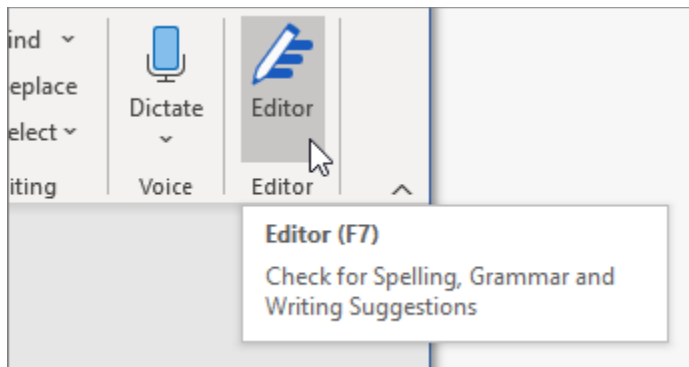 ind
eplace
elect
iting
Dictate
Voice
Editor
Editor
Editor (F7)
Check for Spelling, Grammar and
Writing Suggestions